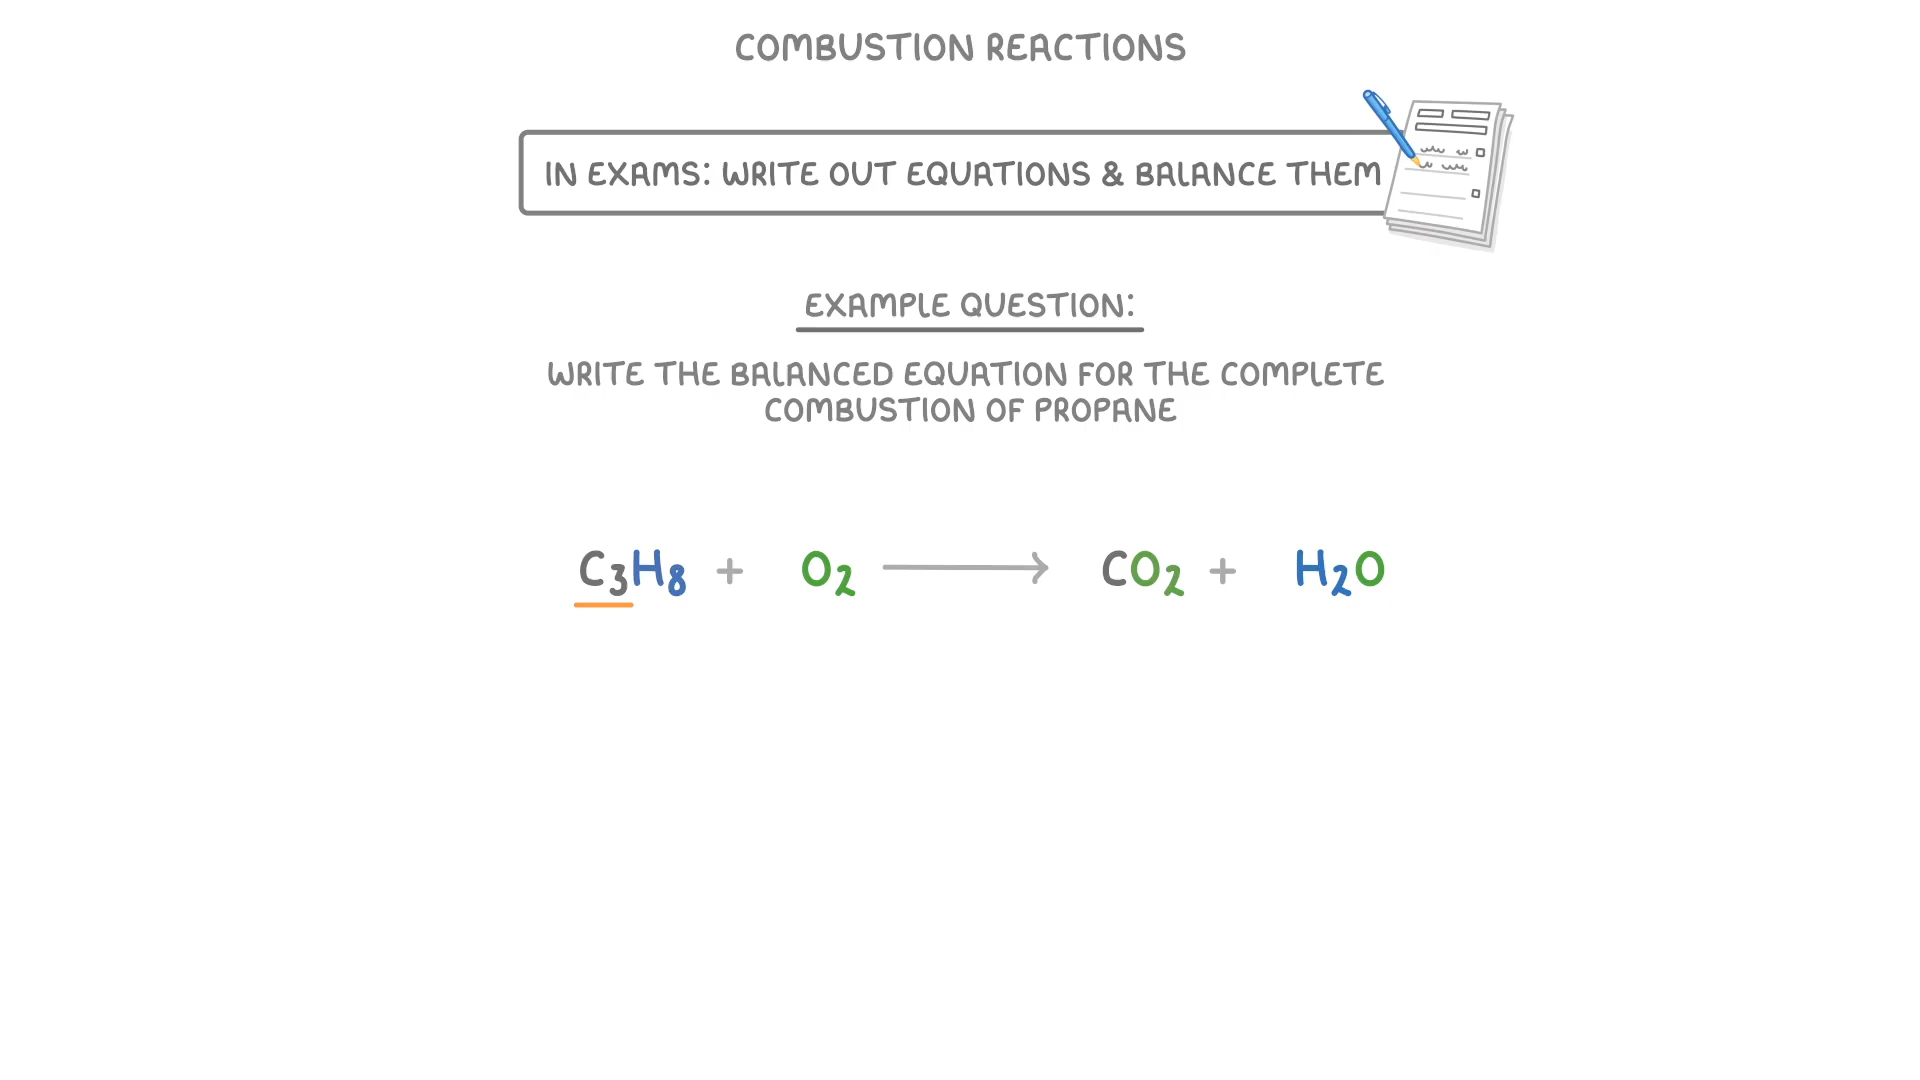 COMBUSTION REACTIONS
IN EXAMS: WRITE OUT EQUATIONS & BALANCE THEM
EXAMPLE QUESTION:
WRITE THE BALANCED EQUATION FOR THE COMPLETE
COMBUSTION OF PROPANE
C₃H₈ + O₂ ⟶ CO₂ + H₂O